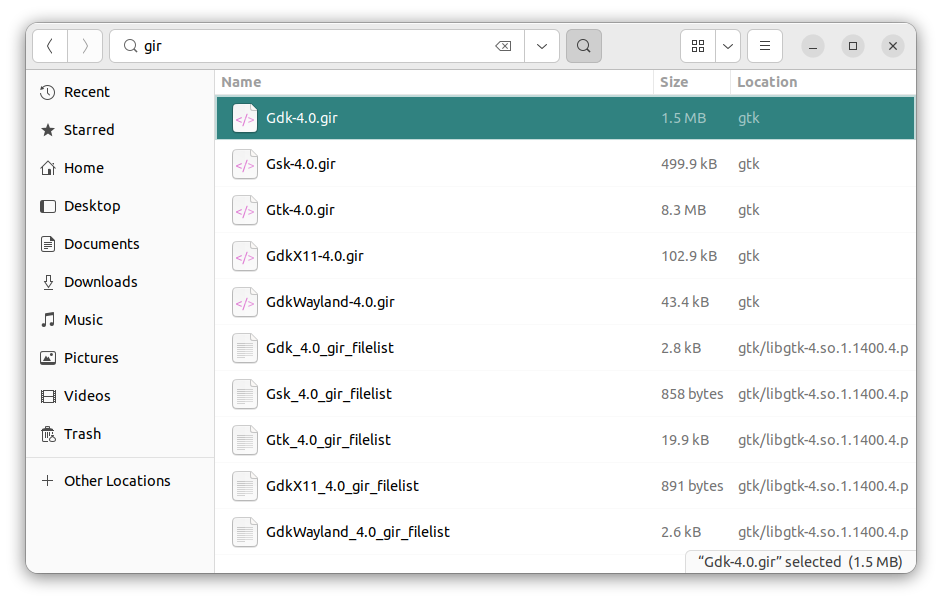 gir
Recent
Starred
Home
Desktop
Documents
Downloads
Music
Pictures
Videos
Trash
Other Locations
Name Size Location
Gdk-4.0.gir 1.5 MB gtk
Gsk-4.0.gir 499.9 kB gtk
Gtk-4.0.gir 8.3 MB gtk
GdkX11-4.0.gir 102.9 kB gtk
GdkWayland-4.0.gir 43.4 kB gtk
Gdk_4.0_gir_filelist 2.8 kB gtk/libgtk-4.so.1.1400.4.p
Gsk_4.0_gir_filelist 858 bytes gtk/libgtk-4.so.1.1400.4.p
Gtk_4.0_gir_filelist 19.9 kB gtk/libgtk-4.so.1.1400.4.p
GdkX11_4.0_gir_filelist 891 bytes gtk/libgtk-4.so.1.1400.4.p
GdkWayland_4.0_gir_filelist 2.6 kB gtk/libgtk-4.so.1.1400.4.p
“Gdk-4.0.gir” selected (1.5 MB)